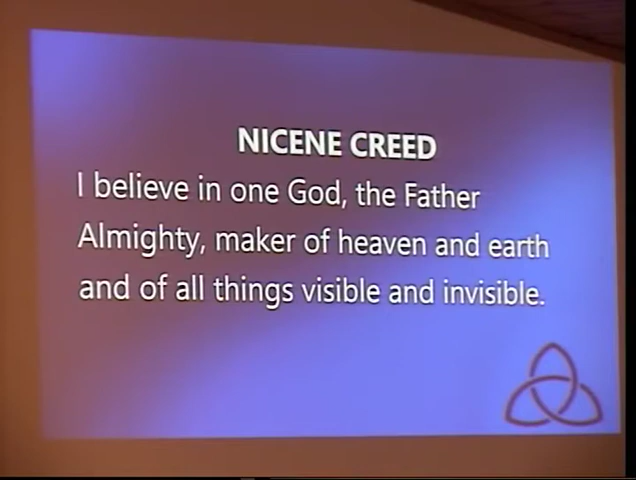 NICENE CREED
I believe in one God, the Father
Almighty, maker of heaven and earth
and of all things visible and invisible.